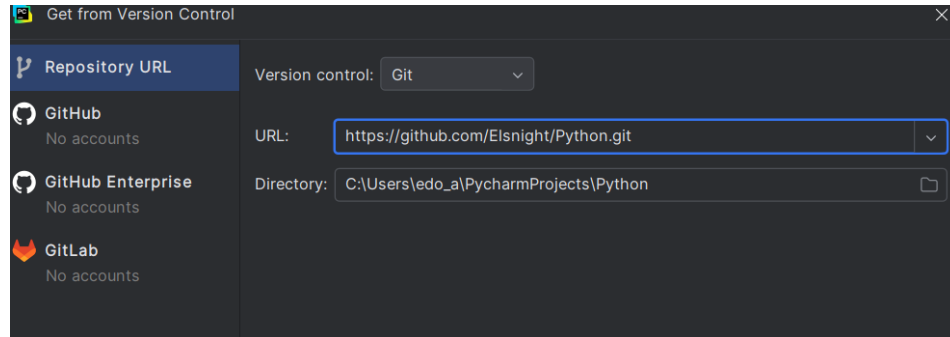 PC
Get from Version Control
Repository URL
Version control: Git
GitHub
No accounts
URL: https://github.com/Elsnight/Python.git
GitHub Enterprise
No accounts
Directory: C:\Users\edo_a\PycharmProjects\Python
GitLab
No accounts